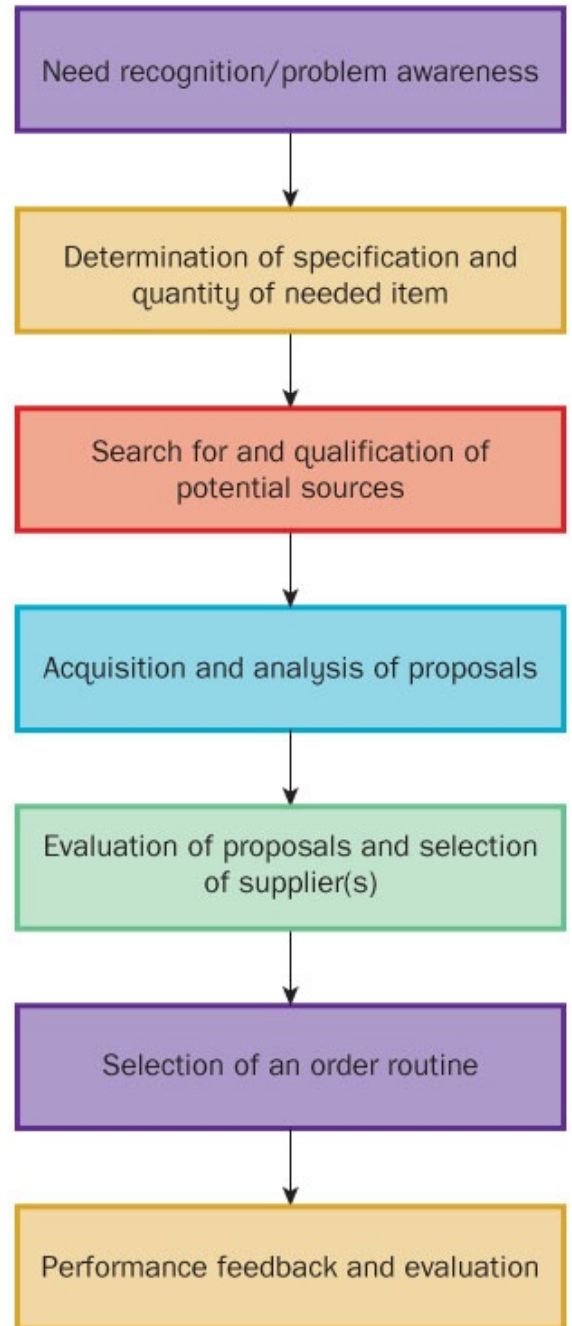 Need recognition/problem awareness
Determination of specification and
quantity of needed item
Search for and qualification of
potential sources
Acquisition and analysis of proposals
Evaluation of proposals and selection
of supplier(s)
Selection of an order routine
Performance feedback and evaluation